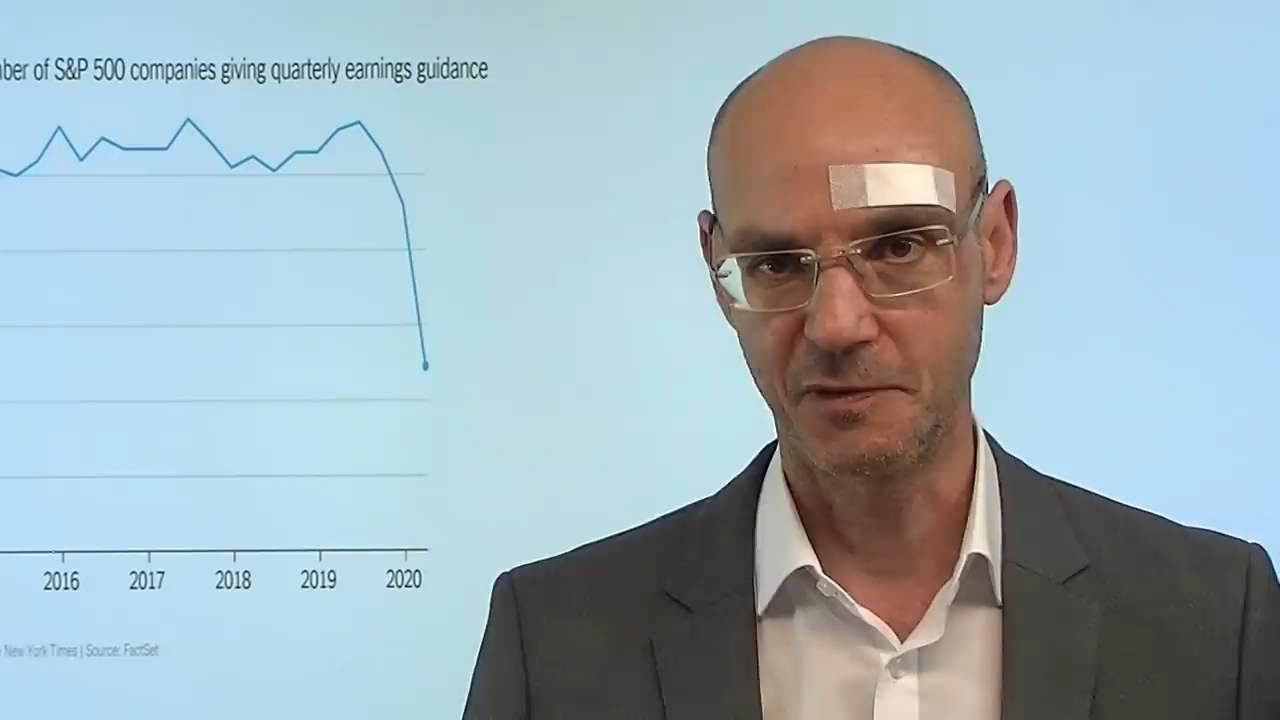 ber of S&P 500 companies giving quarterly earnings guidance
2016 2017 2018 2019 2020
New York Times | Source: FactSet